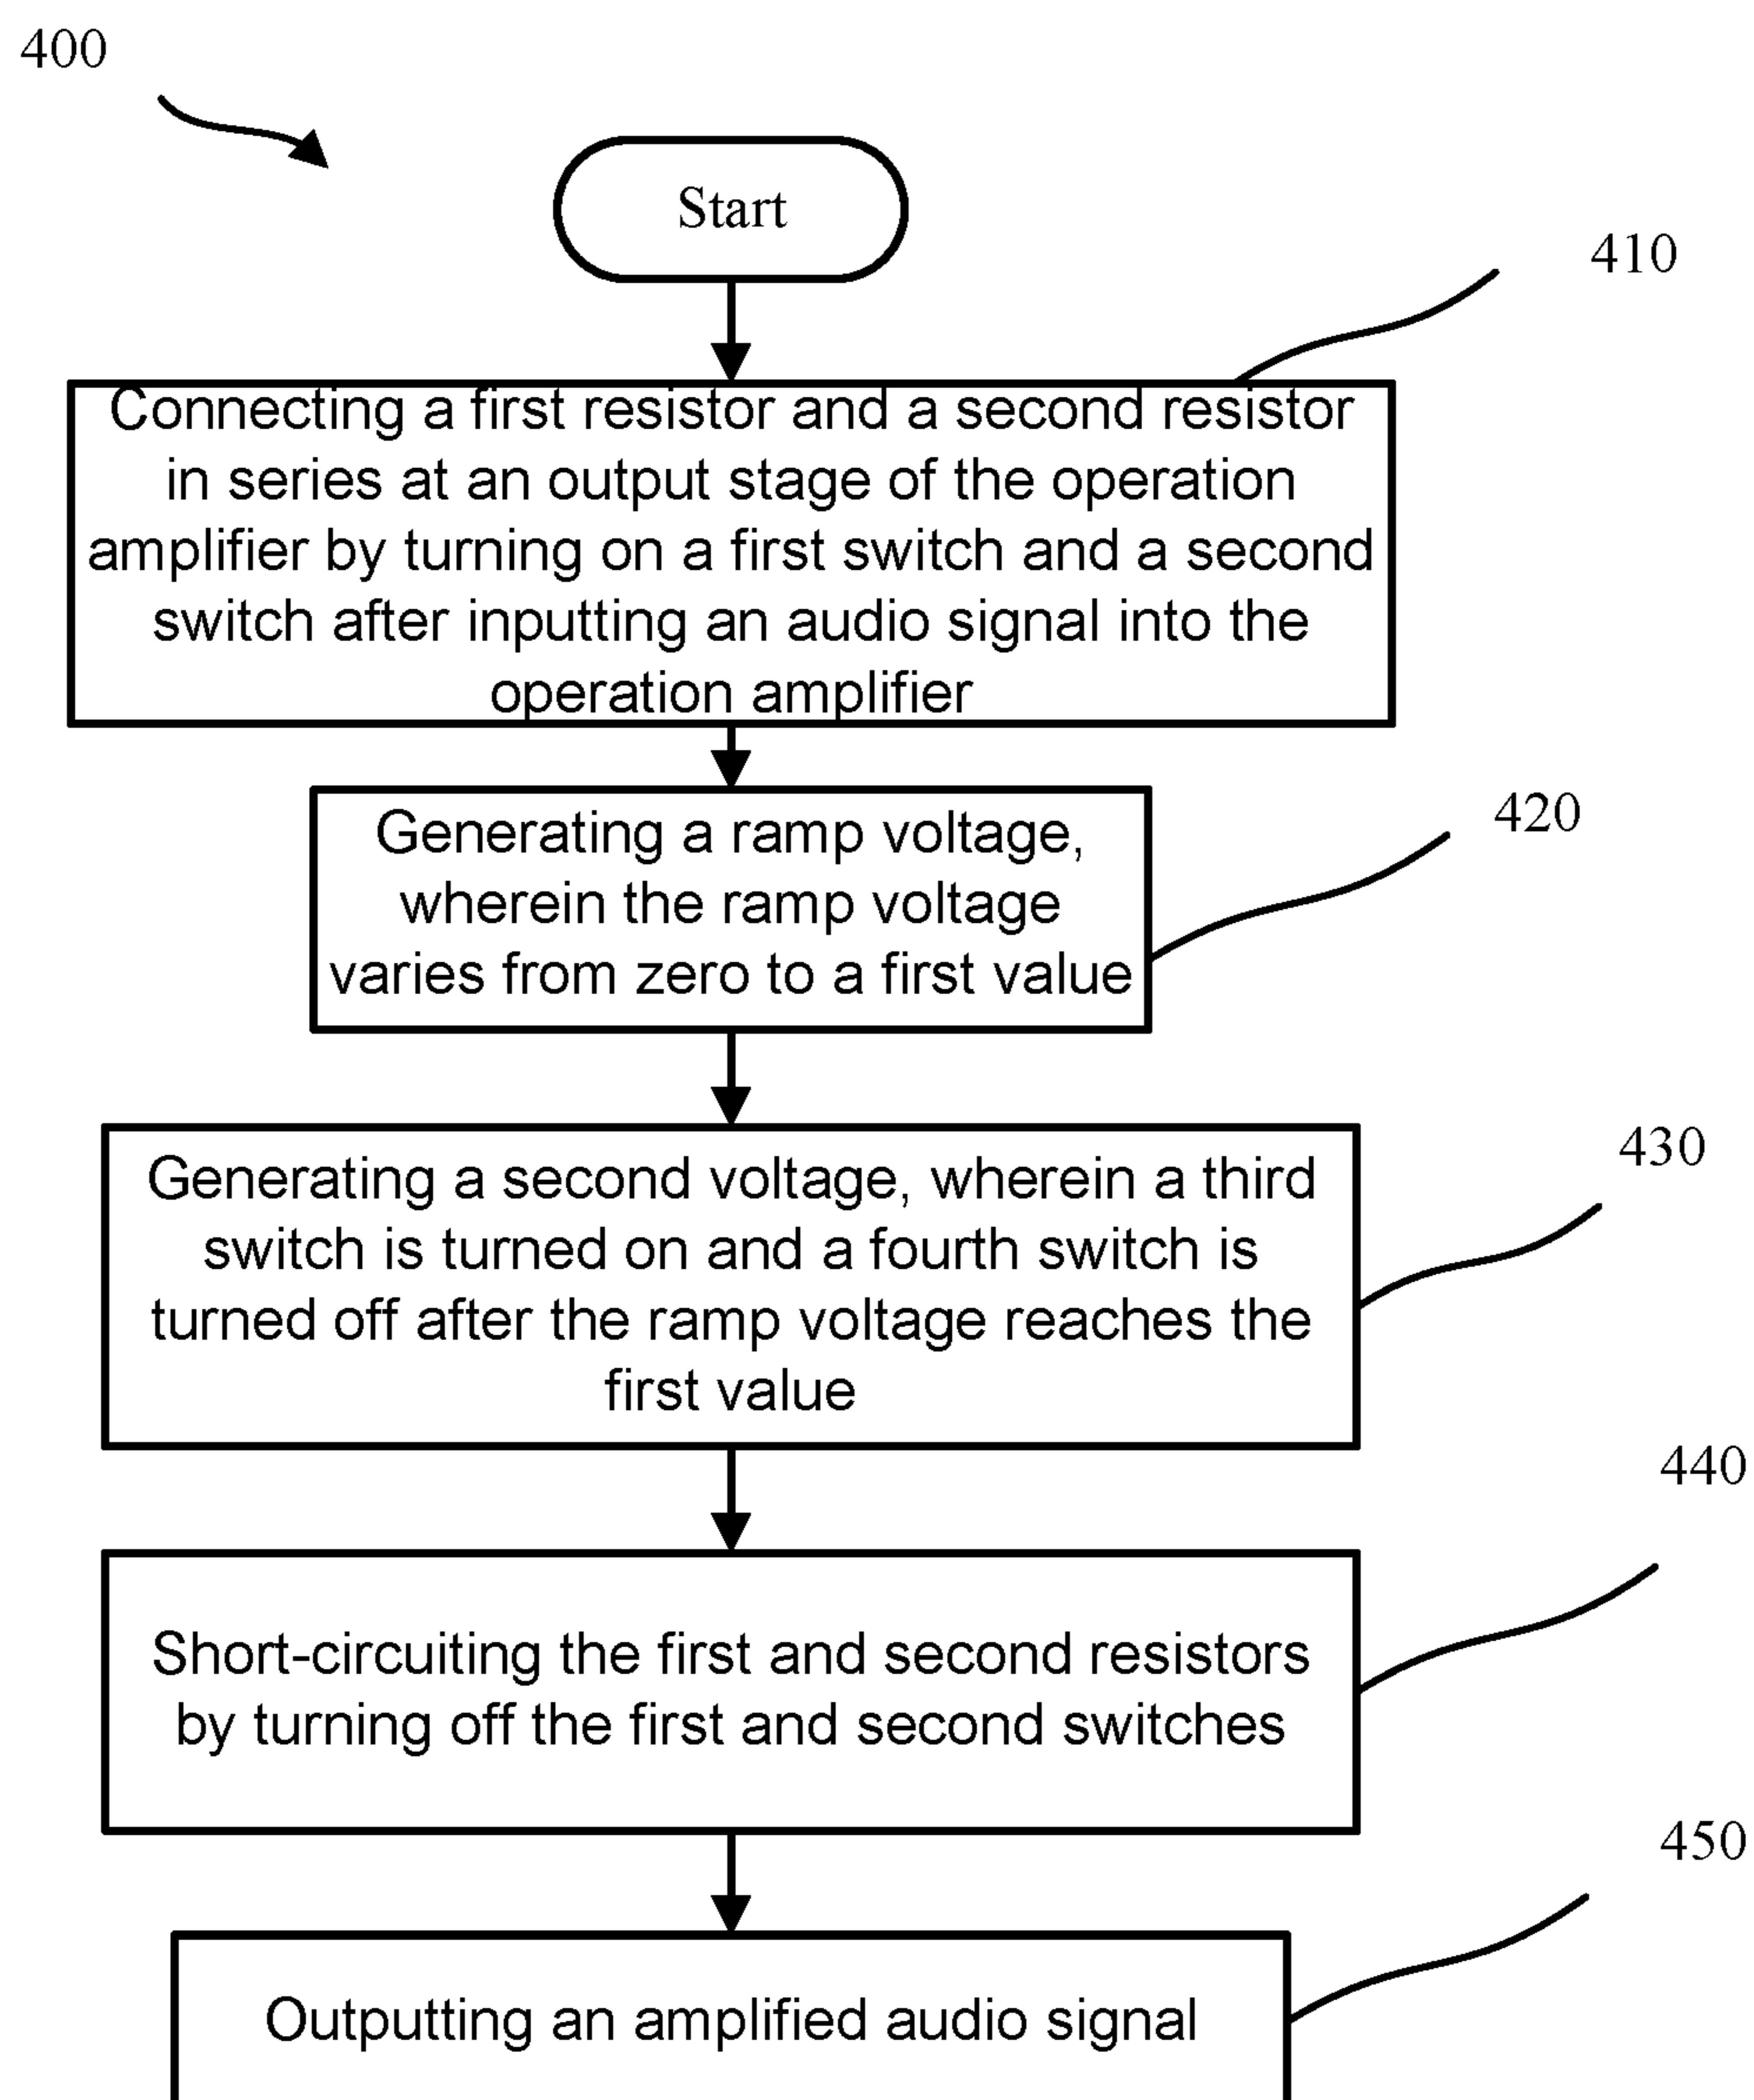 400
Start
410
Connecting a first resistor and a second resistor
in series at an output stage of the operation
amplifier by turning on a first switch and a second
switch after inputting an audio signal into the
operation amplifier
420
Generating a ramp voltage,
wherein the ramp voltage
varies from zero to a first value
430
Generating a second voltage, wherein a third
switch is turned on and a fourth switch is
turned off after the ramp voltage reaches the
first value
440
Short-circuiting the first and second resistors
by turning off the first and second switches
450
Outputting an amplified audio signal